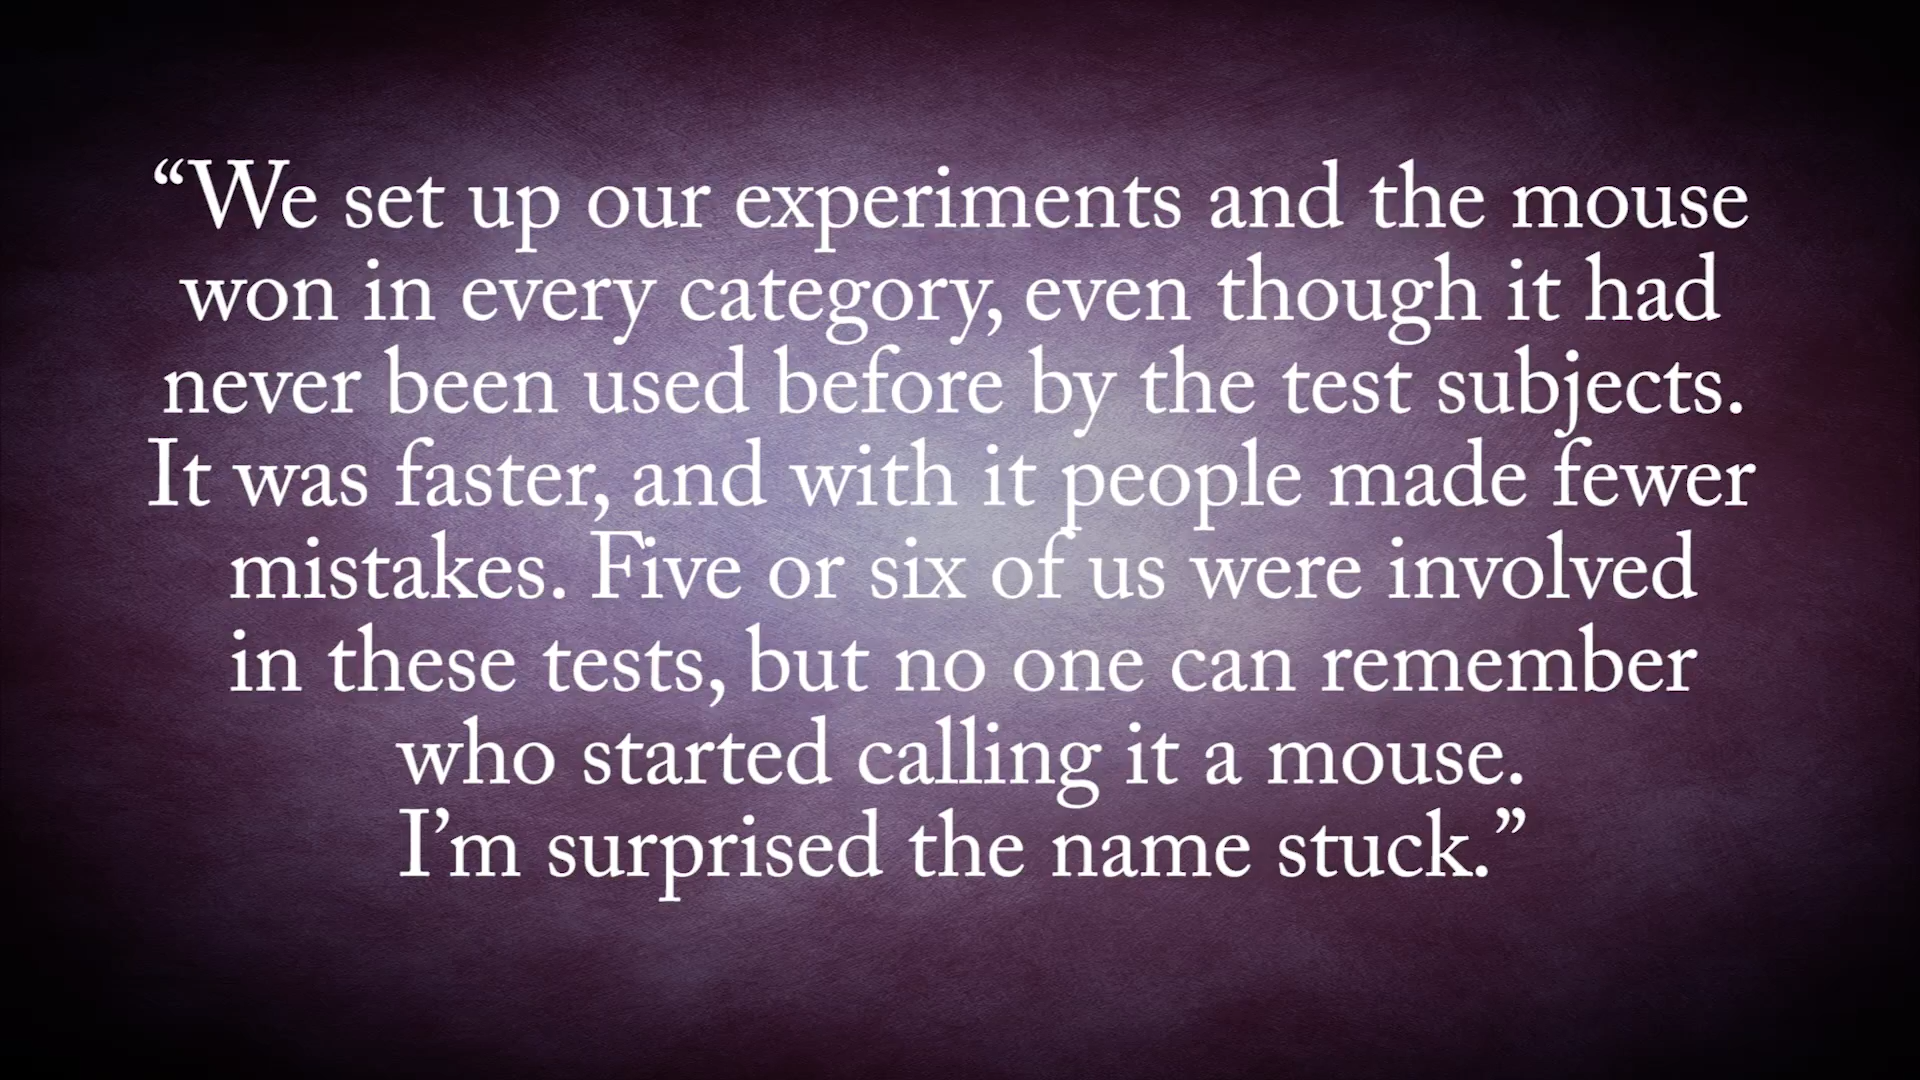 “We set up our experiments and the mouse
won in every category, even though it had
never been used before by the test subjects.
It was faster, and with it people made fewer
mistakes. Five or six of us were involved
in these tests, but no one can remember
who started calling it a mouse.
I’m surprised the name stuck.”